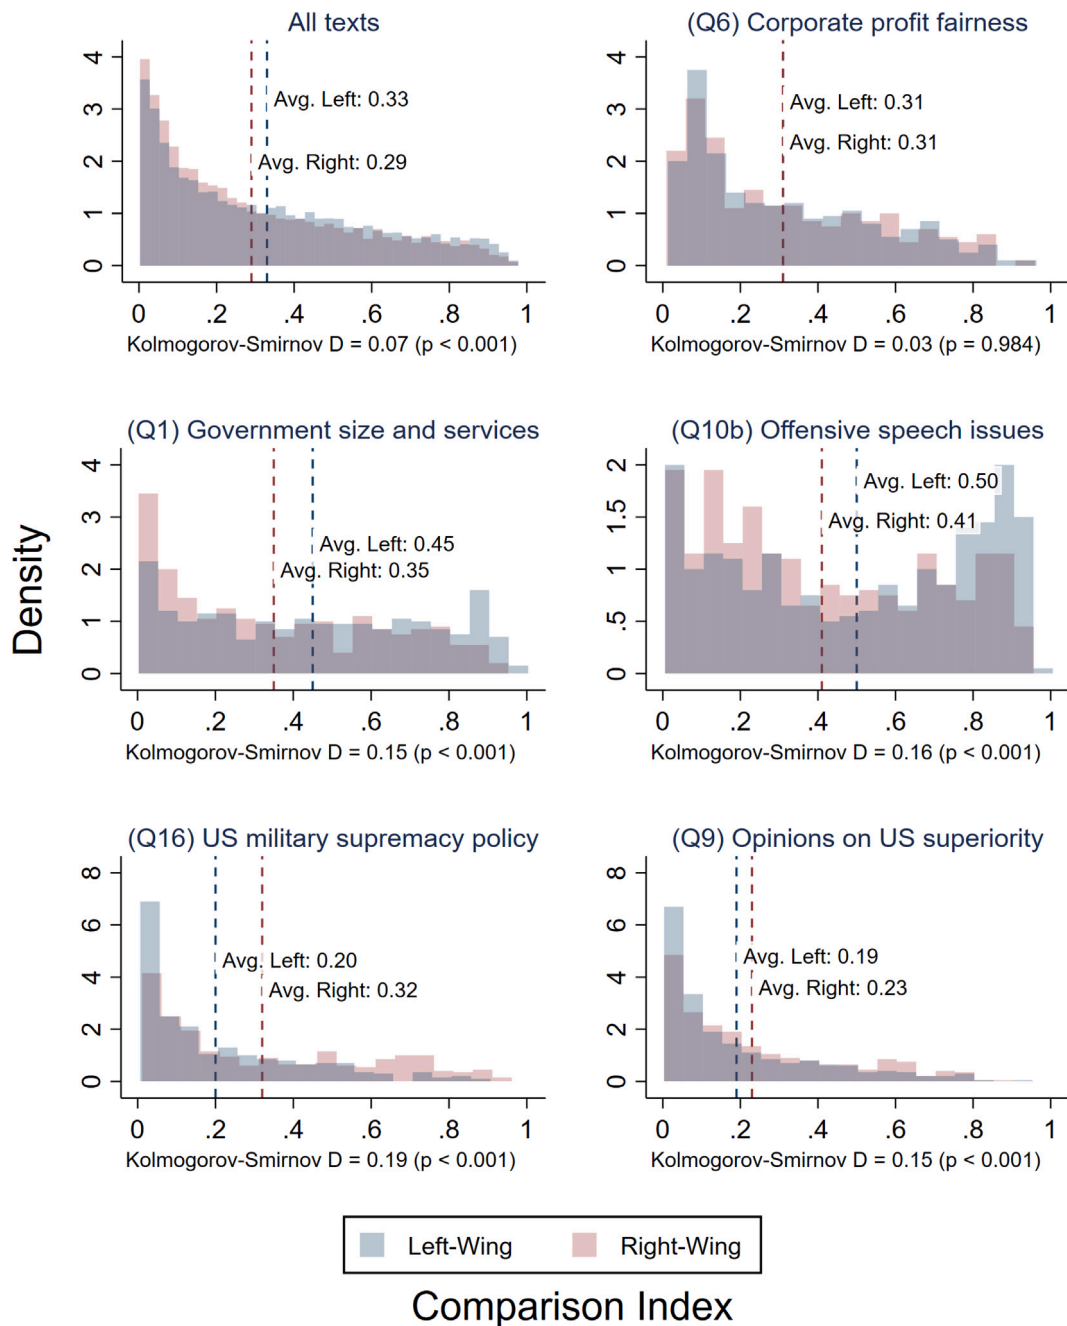 All texts
4
3
2
1
0
Avg. Left: 0.33
Avg. Right: 0.29
0 .2 .4 .6 .8 1
Kolmogorov-Smirnov D = 0.07 (p < 0.001)
(Q6) Corporate profit fairness
4
3
2
1
0
Avg. Left: 0.31
Avg. Right: 0.31
0 .2 .4 .6 .8 1
Kolmogorov-Smirnov D = 0.03 (p = 0.984)
Density
(Q1) Government size and services
4
3
2
1
0
Avg. Left: 0.45
Avg. Right: 0.35
0 .2 .4 .6 .8 1
Kolmogorov-Smirnov D = 0.15 (p < 0.001)
(Q10b) Offensive speech issues
2
1.5
1
.5
0
Avg. Left: 0.50
Avg. Right: 0.41
0 .2 .4 .6 .8 1
Kolmogorov-Smirnov D = 0.16 (p < 0.001)
(Q16) US military supremacy policy
8
6
4
2
0
Avg. Left: 0.20
Avg. Right: 0.32
0 .2 .4 .6 .8 1
Kolmogorov-Smirnov D = 0.19 (p < 0.001)
(Q9) Opinions on US superiority
8
6
4
2
0
Avg. Left: 0.19
Avg. Right: 0.23
0 .2 .4 .6 .8 1
Kolmogorov-Smirnov D = 0.15 (p < 0.001)
Left-Wing Right-Wing
Comparison Index